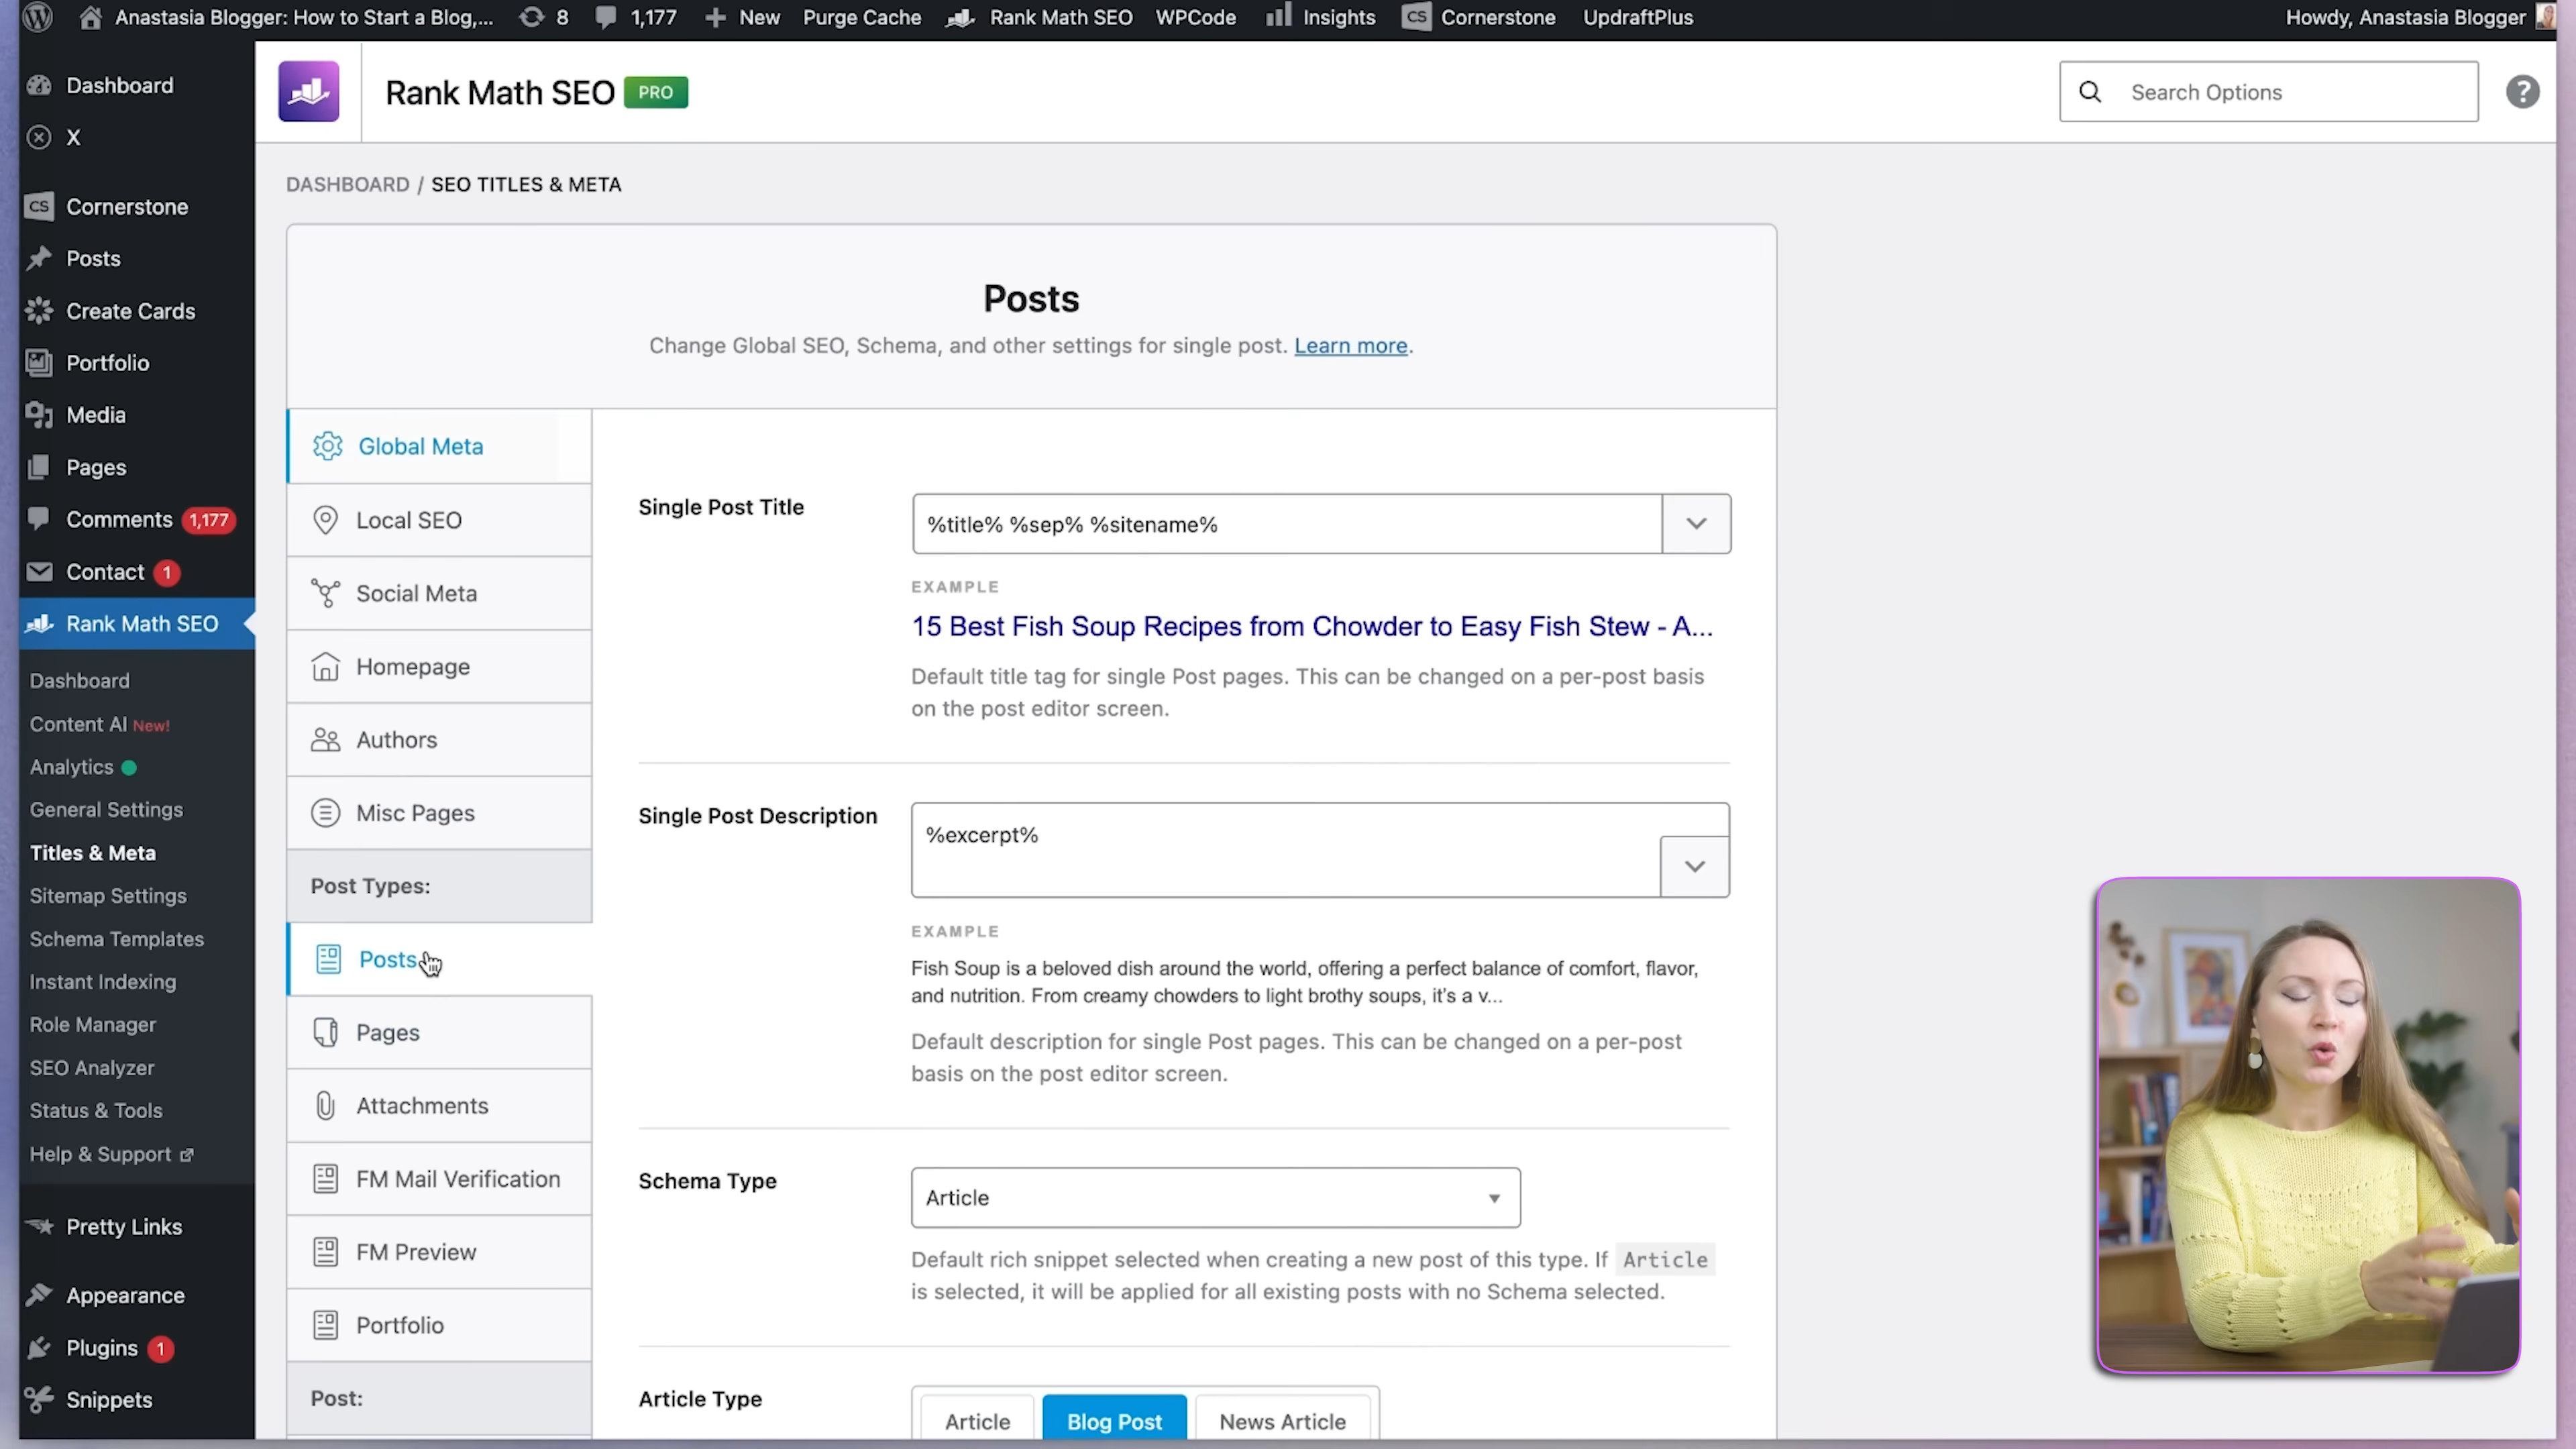 Anastasia Blogger: How to Start a Blog,... 8 1,177 New Purge Cache Rank Math SEO WPCode Insights CS Cornerstone UpdraftPlus Howdy, Anastasia Blogger
Dashboard
X
CS Cornerstone
Posts
Create Cards
Portfolio
Media
Pages
Comments 1,177
Contact 1
Rank Math SEO
Dashboard
Content AI New!
Analytics
General Settings
Titles & Meta
Sitemap Settings
Schema Templates
Instant Indexing
Role Manager
SEO Analyzer
Status & Tools
Help & Support
Pretty Links
Appearance
Plugins 1
Snippets
Rank Math SEO PRO
Search Options
?
DASHBOARD / SEO TITLES & META
Posts
Change Global SEO, Schema, and other settings for single post. Learn more.
Global Meta
Local SEO
Social Meta
Homepage
Authors
Misc Pages
Post Types:
Posts
Pages
Attachments
FM Mail Verification
FM Preview
Portfolio
Post:
Single Post Title
%title% %sep% %sitename%
EXAMPLE
15 Best Fish Soup Recipes from Chowder to Easy Fish Stew - A...
Default title tag for single Post pages. This can be changed on a per-post basis
on the post editor screen.
Single Post Description
%excerpt%
EXAMPLE
Fish Soup is a beloved dish around the world, offering a perfect balance of comfort, flavor,
and nutrition. From creamy chowders to light brothy soups, it's a v...
Default description for single Post pages. This can be changed on a per-post
basis on the post editor screen.
Schema Type
Article
Default rich snippet selected when creating a new post of this type. If Article
is selected, it will be applied for all existing posts with no Schema selected.
Article Type
Article Blog Post News Article